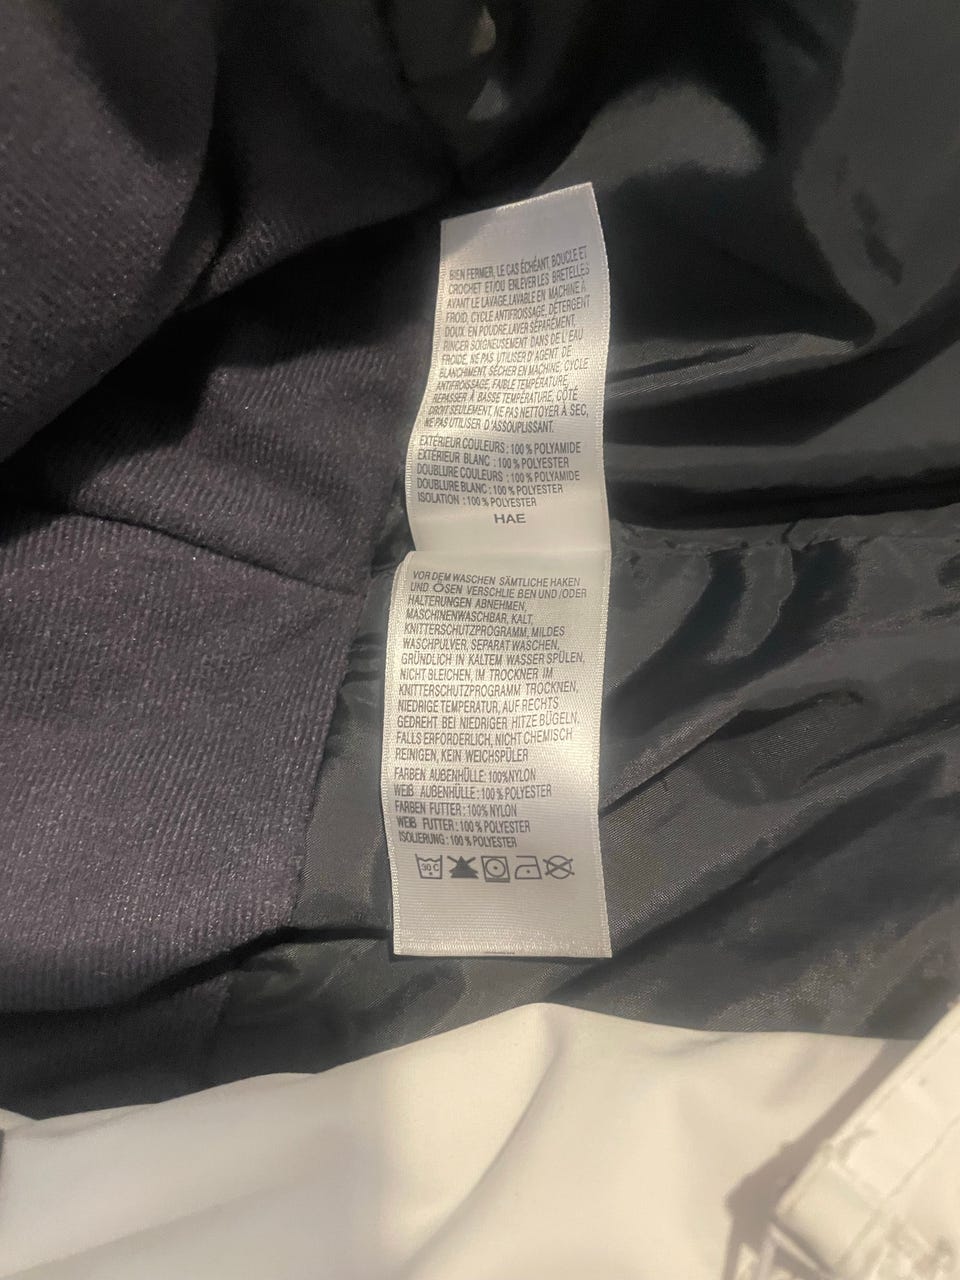 BIEN FERMER, LE CAS ÉCHÉANT, BOUCLE ET
CROCHET ET/OU ENLEVER LES BRETELLES
AVANT LE LAVAGE,LAVABLE EN MACHINE À
FROID, CYCLE ANTIFROISSAGE, DÉTERGENT
DOUX EN POUDRE,LAVER SÉPARÉMENT,
RINCER SOIGNEUSEMENT DANS DE L'EAU
FROIDE, NE PAS UTILISER D'AGENT DE
BLANCHIMENT, SÉCHER EN MACHINE, CYCLE
ANTIFROISSAGE, FAIBLE TEMPÉRATURE,
REPASSER À BASSE TEMPÉRATURE, CÔTÉ
DROIT SEULEMENT, NE PAS NETTOYER À SEC,
NE PAS UTILISER D'ASSOUPLISSANT.
EXTÉRIEUR COULEURS : 100 % POLYAMIDE
EXTÉRIEUR BLANC : 100 % POLYESTER
DOUBLURE COULEURS : 100 % POLYAMIDE
DOUBLURE BLANC : 100 % POLYESTER
ISOLATION : 100 % POLYESTER
HAE
VOR DEM WASCHEN SÄMTLICHE HAKEN
UND ÖSEN VERSCHLIE BEN UND /ODER
HALTERUNGEN ABNEHMEN,
MASCHINENWASCHBAR, KALT,
KNITTERSCHUTZPROGRAMM, MILDES
WASCHPULVER, SEPARAT WASCHEN,
GRÜNDLICH IN KALTEM WASSER SPÜLEN,
NICHT BLEICHEN, IM TROCKNER IM
KNITTERSCHUTZPROGRAMM TROCKNEN,
NIEDRIGE TEMPERATUR, AUF RECHTS
GEDREHT BEI NIEDRIGER HITZE BÜGELN,
FALLS ERFORDERLICH, NICHT CHEMISCH
REINIGEN, KEIN WEICHSPÜLER
FARBEN AUßENHÜLLE: 100%NYLON
WEIß AUßENHÜLLE : 100 % POLYESTER
FARBEN FUTTER : 100% NYLON
WEIß FUTTER : 100 % POLYESTER
ISOLIERUNG : 100 % POLYESTER
30 C